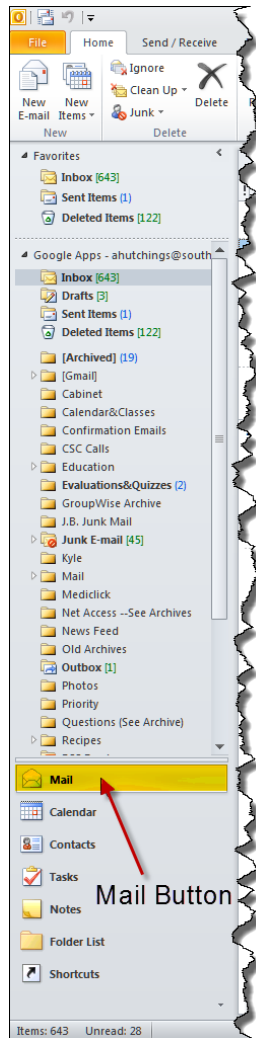 File Home Send / Receive
New E-mail
New Items
Ignore
Clean Up
Junk
Delete
New Delete
Favorites
Inbox [643]
Sent Items (1)
Deleted Items [122]
Google Apps - ahutchings@south
Inbox [643]
Drafts [3]
Sent Items (1)
Deleted Items [122]
[Archived] (19)
[Gmail]
Cabinet
Calendar&Classes
Confirmation Emails
CSC Calls
Education
Evaluations&Quizzes (2)
GroupWise Archive
J.B. Junk Mail
Junk E-mail [45]
Kyle
Mail
Mediclick
Net Access --See Archives
News Feed
Old Archives
Outbox [1]
Photos
Priority
Questions (See Archive)
Recipes
Mail
Calendar
Contacts
Tasks
Mail Button
Notes
Folder List
Shortcuts
Items: 643 Unread: 28